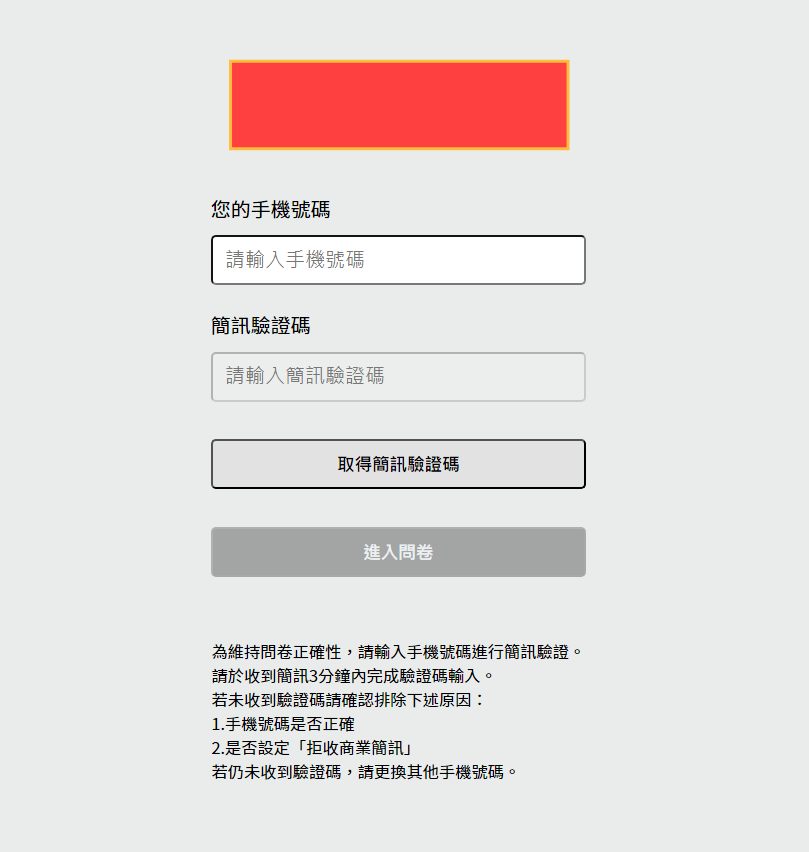 您的手機號碼
請輸入手機號碼
簡訊驗證碼
請輸入簡訊驗證碼
取得簡訊驗證碼
進入問卷
為維持問卷正確性，請輸入手機號碼進行簡訊驗證。
請於收到簡訊3分鐘內完成驗證碼輸入。
若未收到驗證碼請確認排除下述原因：
1.手機號碼是否正確
2.是否設定「拒收商業簡訊」
若仍未收到驗證碼，請更換其他手機號碼。